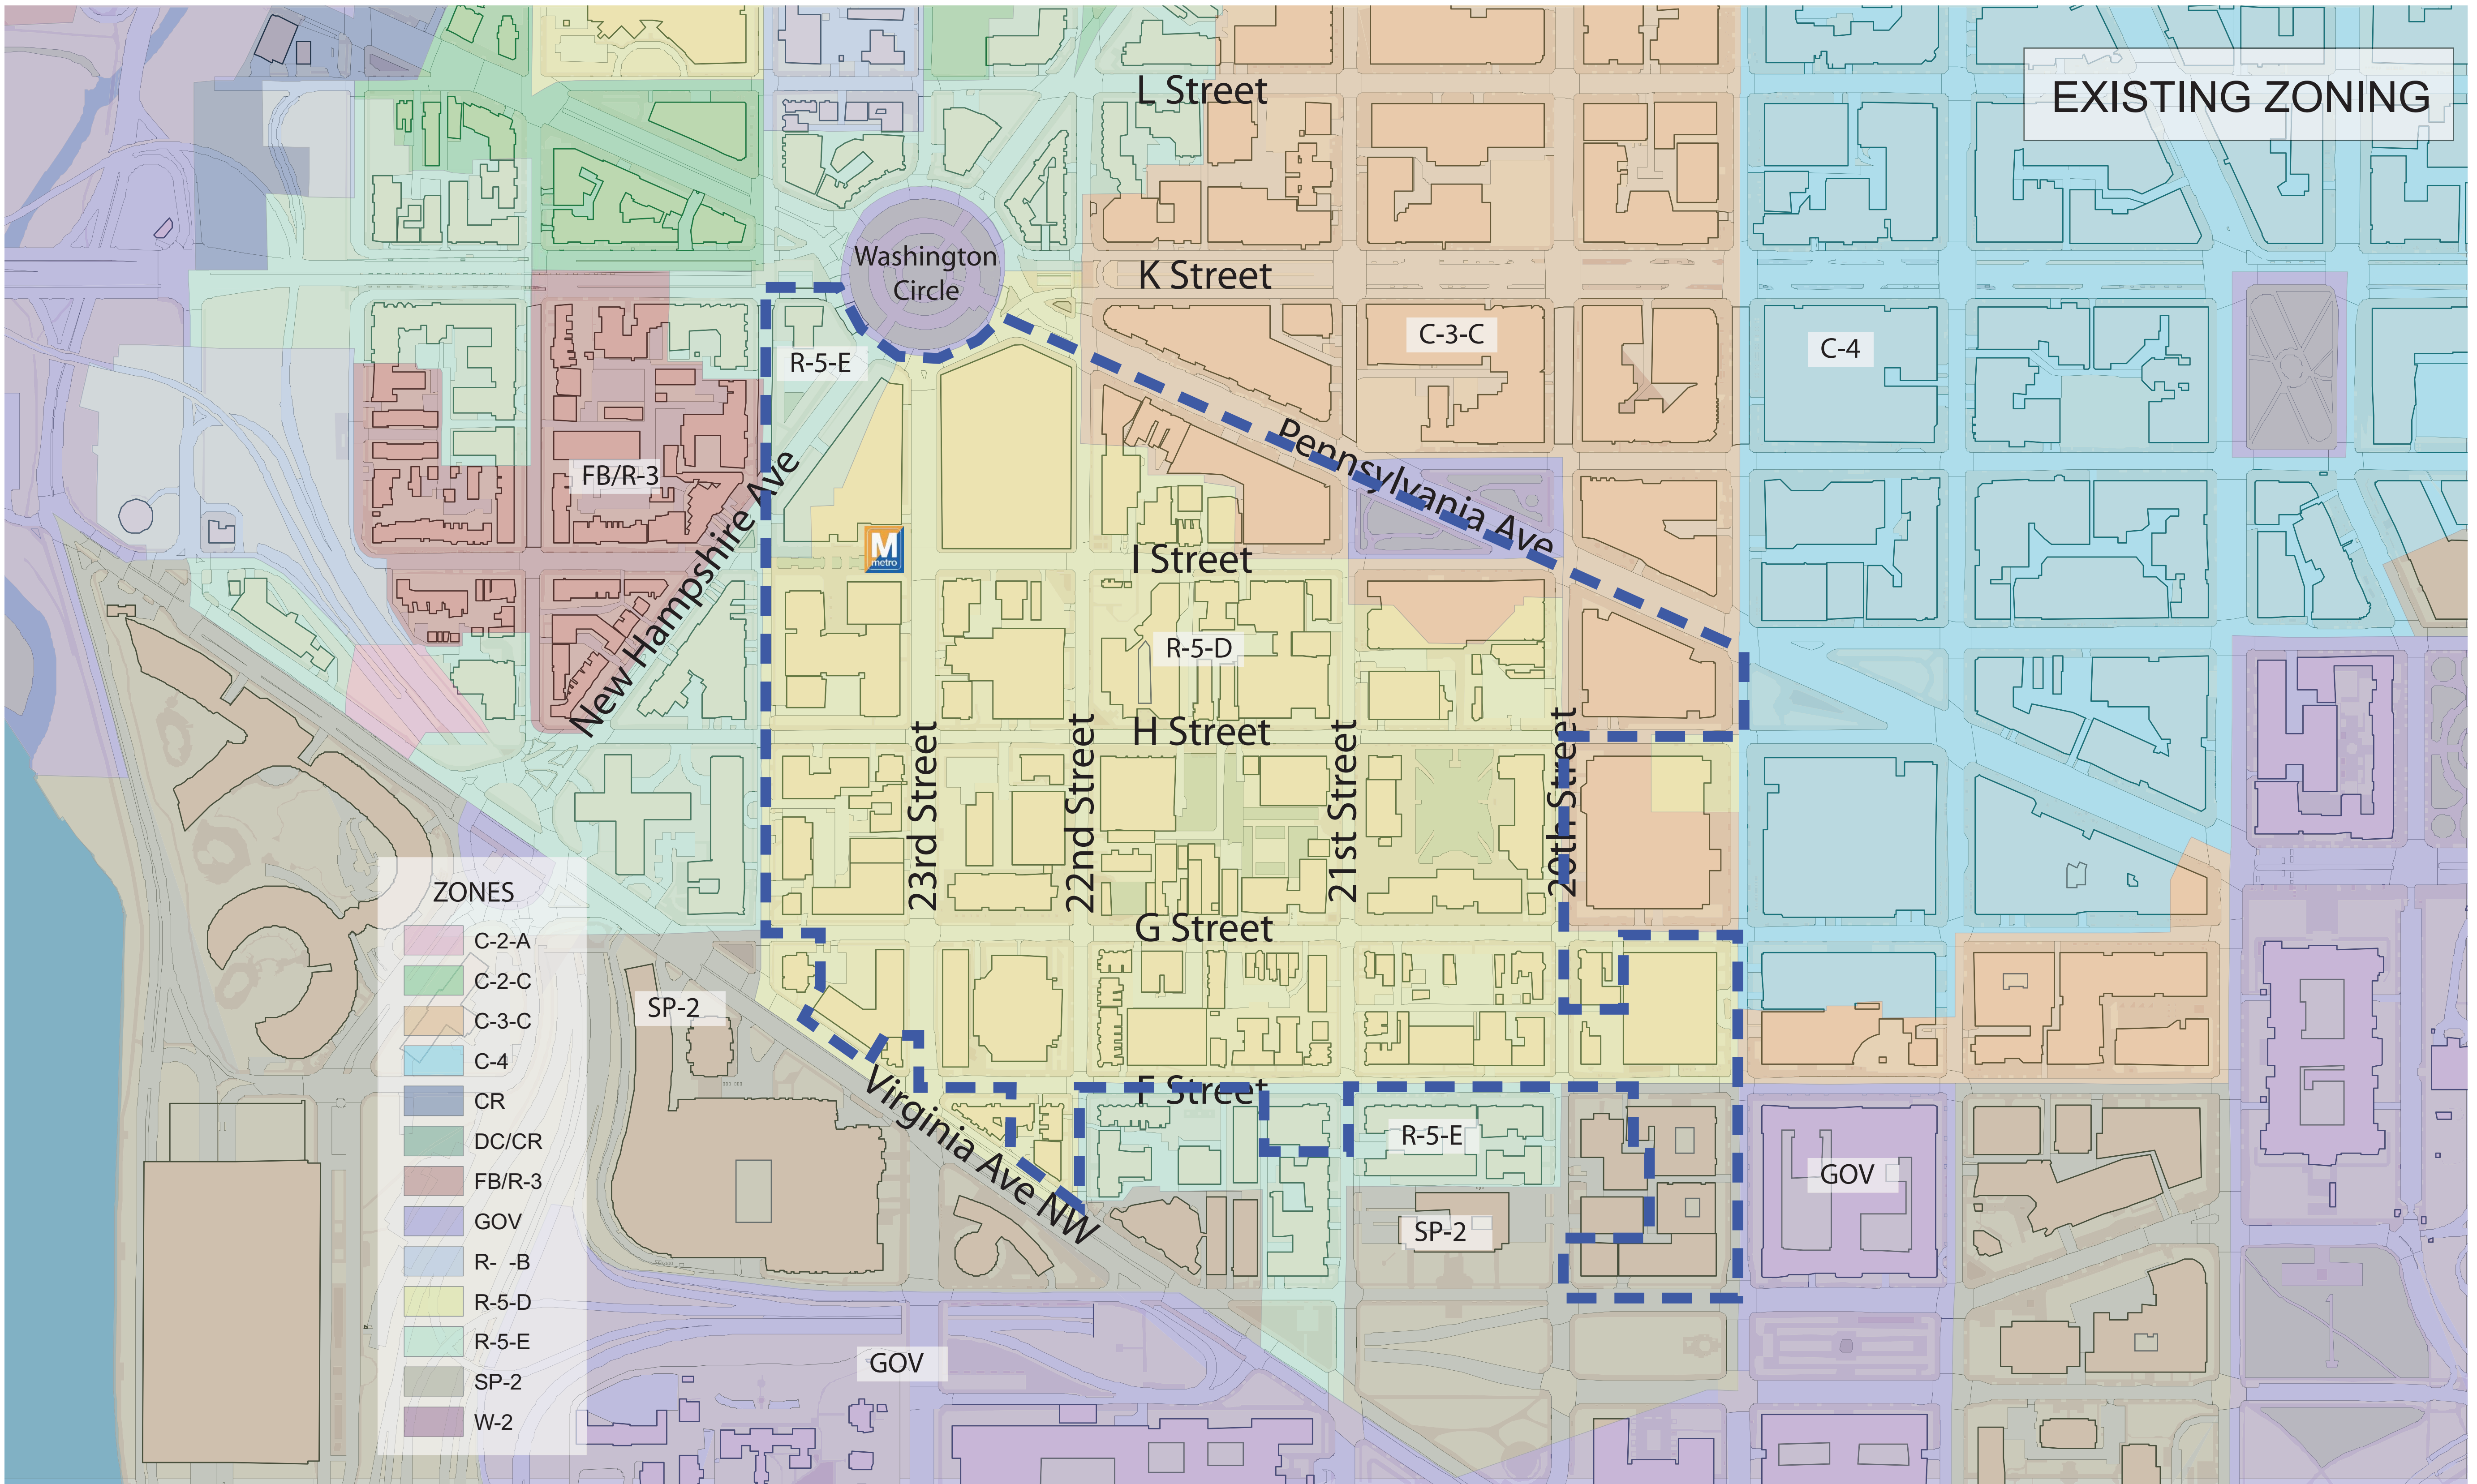 L Street
EXISTING ZONING
Washington
Circle
K Street
R-5-E
C-3-C
C-4
FB/R-3
New Hampshire Ave
Pennsylvania Ave
M
metro
I Street
R-5-D
H Street
23rd Street
22nd Street
21st Street
20th Street
G Street
ZONES
C-2-A
C-2-C
C-3-C
C-4
CR
DC/CR
FB/R-3
GOV
R- -B
R-5-D
R-5-E
SP-2
W-2
SP-2
F Street
Virginia Ave NW
R-5-E
GOV
SP-2
GOV